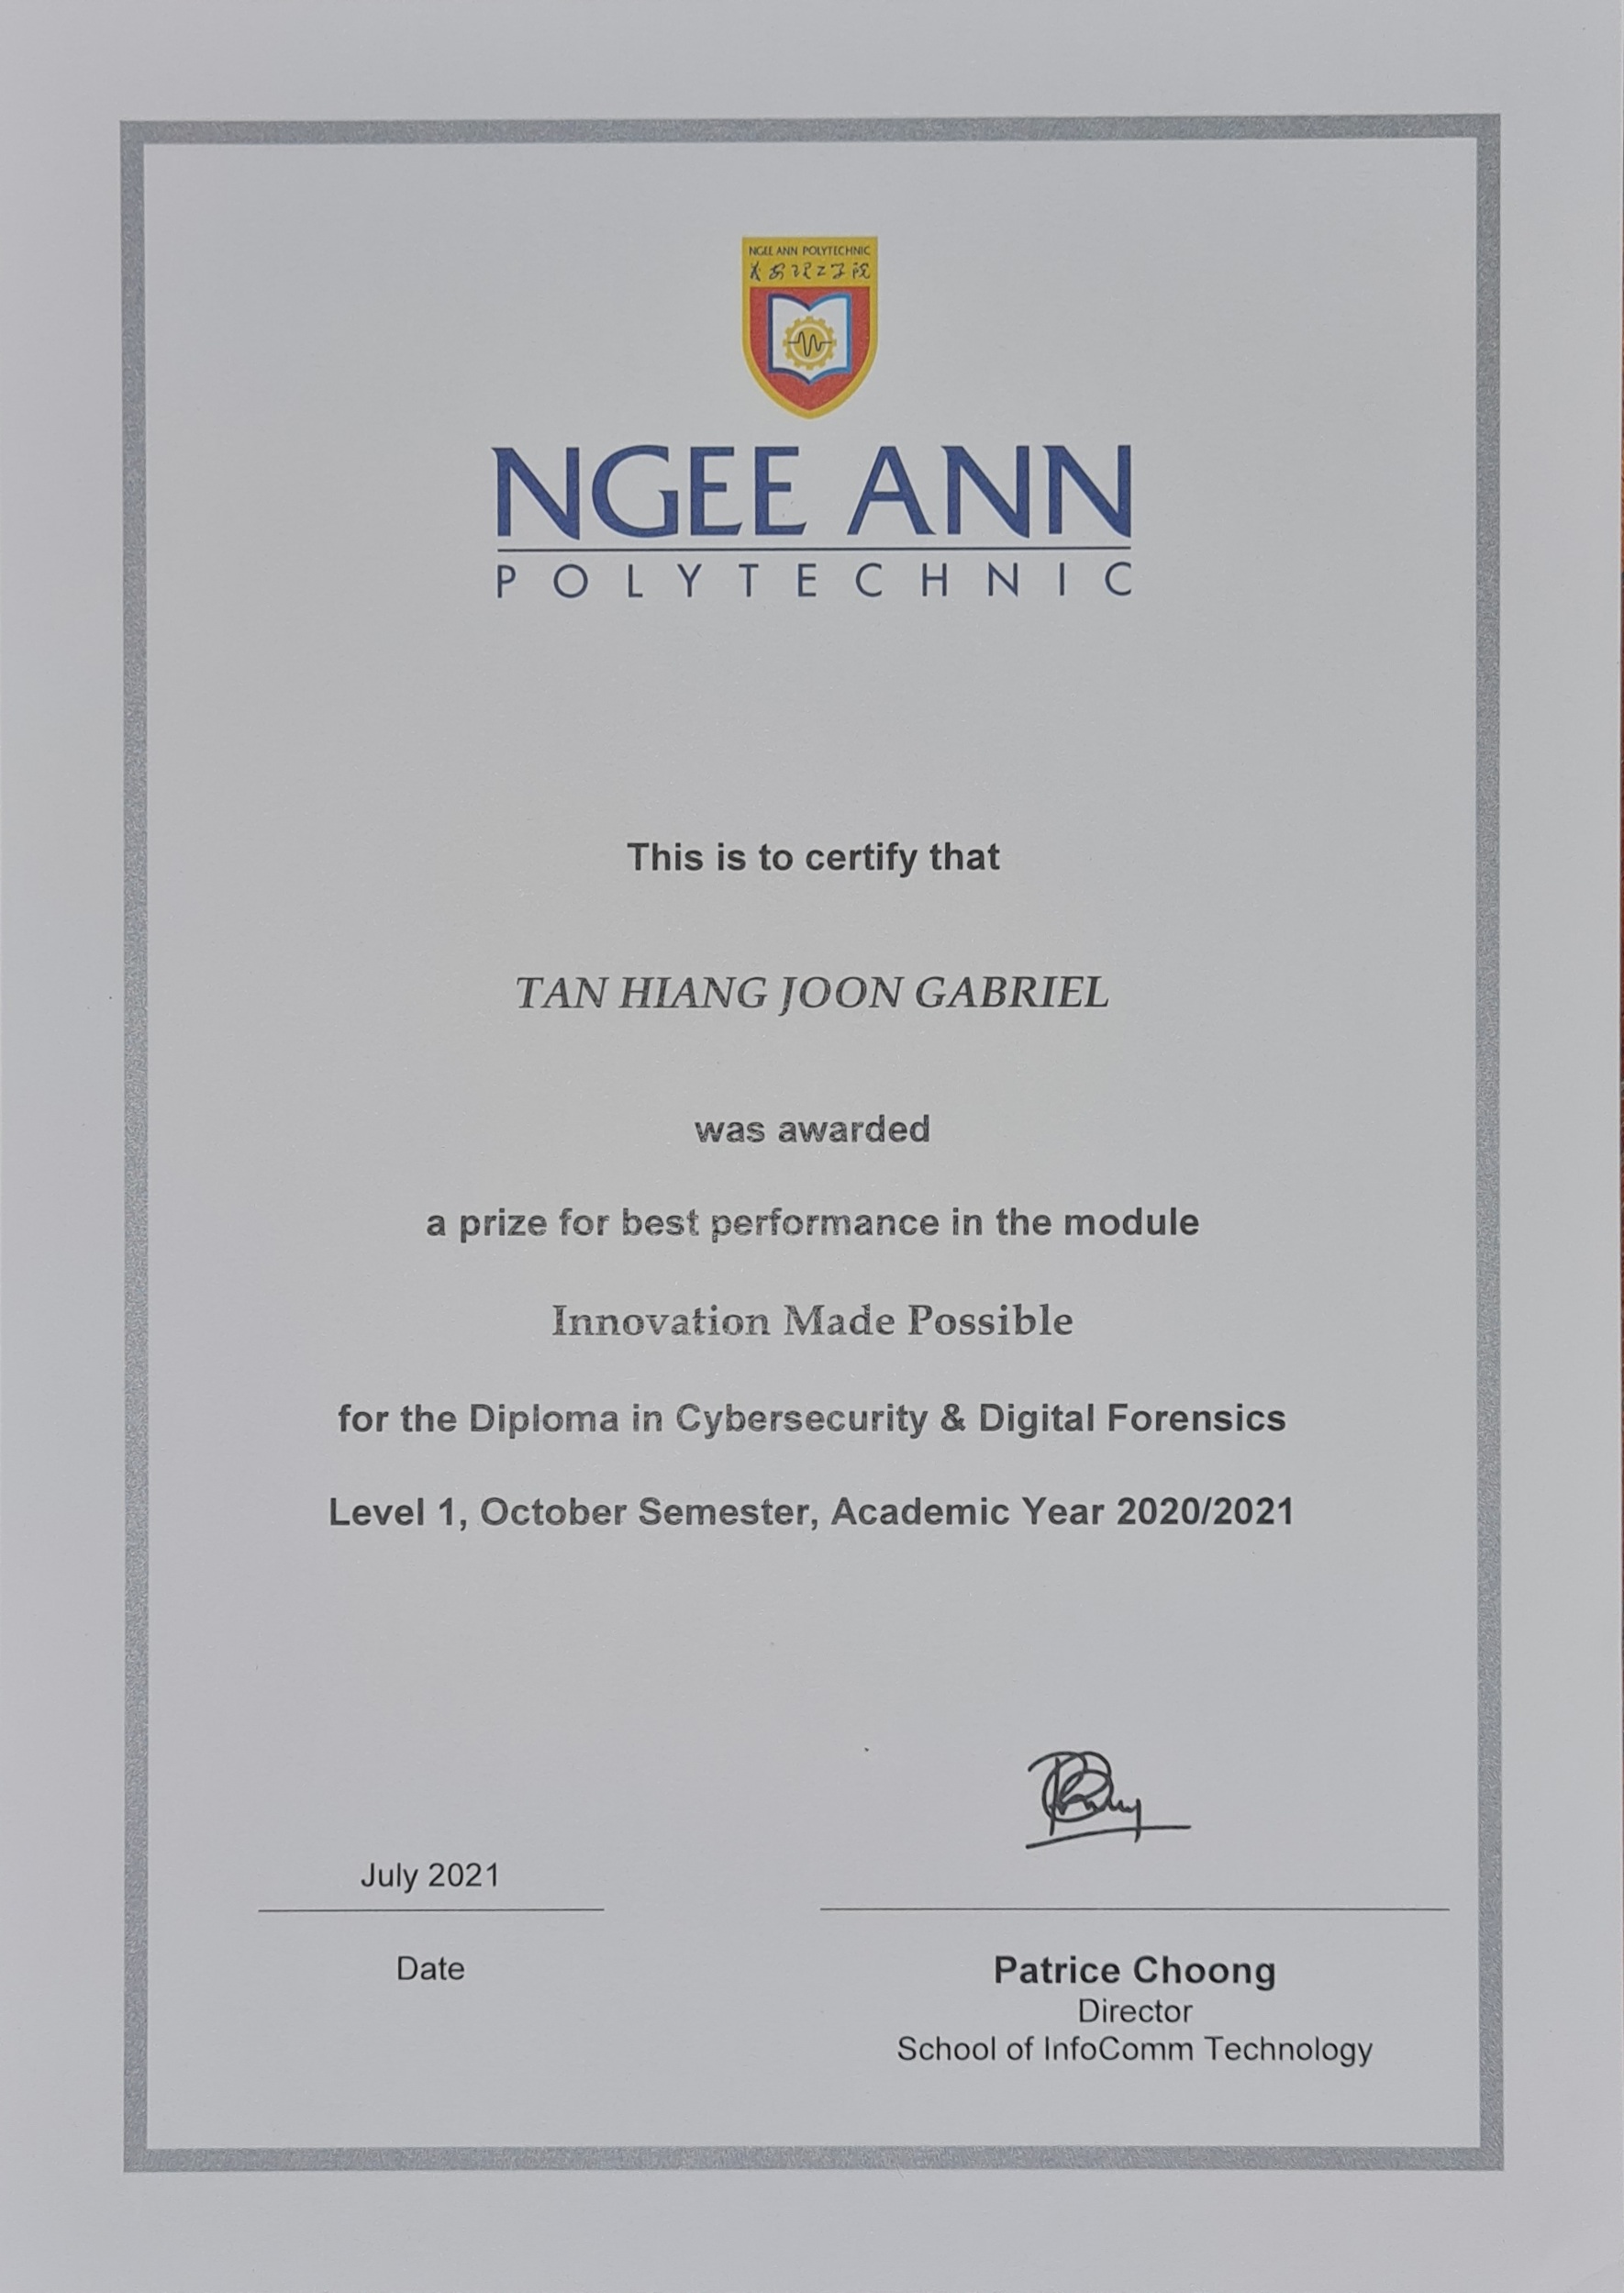 NGEE ANN POLYTECHNIC
義安理工学院
NGEE ANN
POLYTECHNIC
This is to certify that
TAN HIANG JOON GABRIEL
was awarded
a prize for best performance in the module
Innovation Made Possible
for the Diploma in Cybersecurity & Digital Forensics
Level 1, October Semester, Academic Year 2020/2021
July 2021
Date
Patrice Choong
Director
School of InfoComm Technology